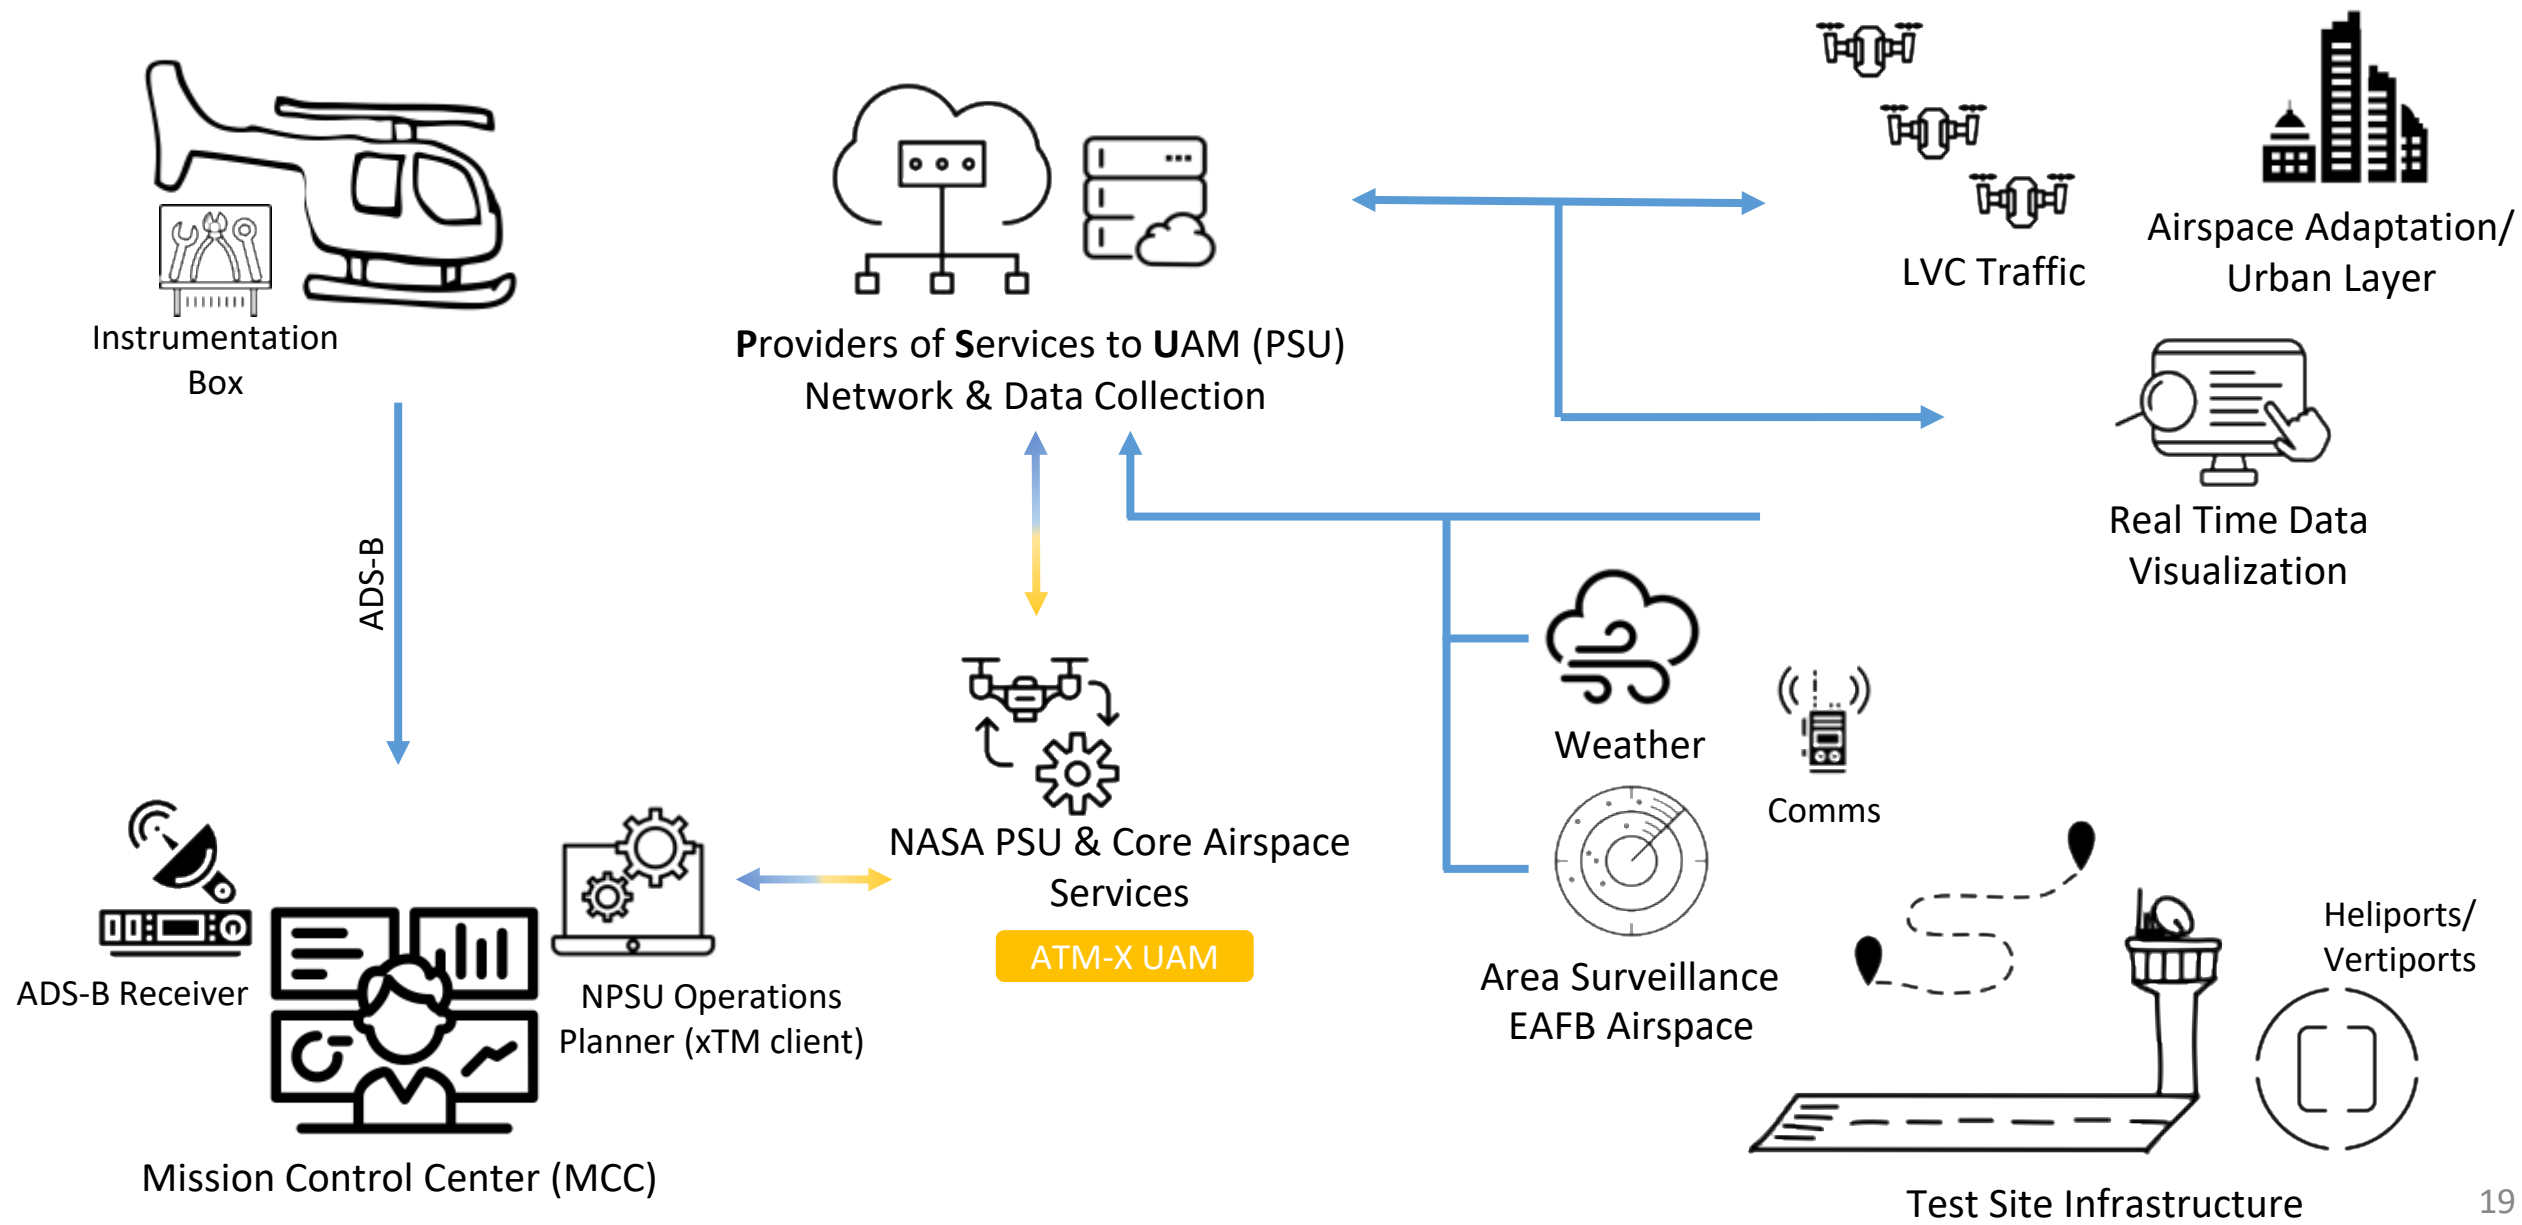 Instrumentation
Box
Providers of Services to UAM (PSU)
Network & Data Collection
LVC Traffic
Airspace Adaptation/
Urban Layer
Real Time Data
Visualization
ADS-B
Weather
Comms
NASA PSU & Core Airspace
Services
ATM-X UAM
ADS-B Receiver
NPSU Operations
Planner (xTM client)
Area Surveillance
EAFB Airspace
Heliports/
Vertiports
Mission Control Center (MCC)
Test Site Infrastructure
19